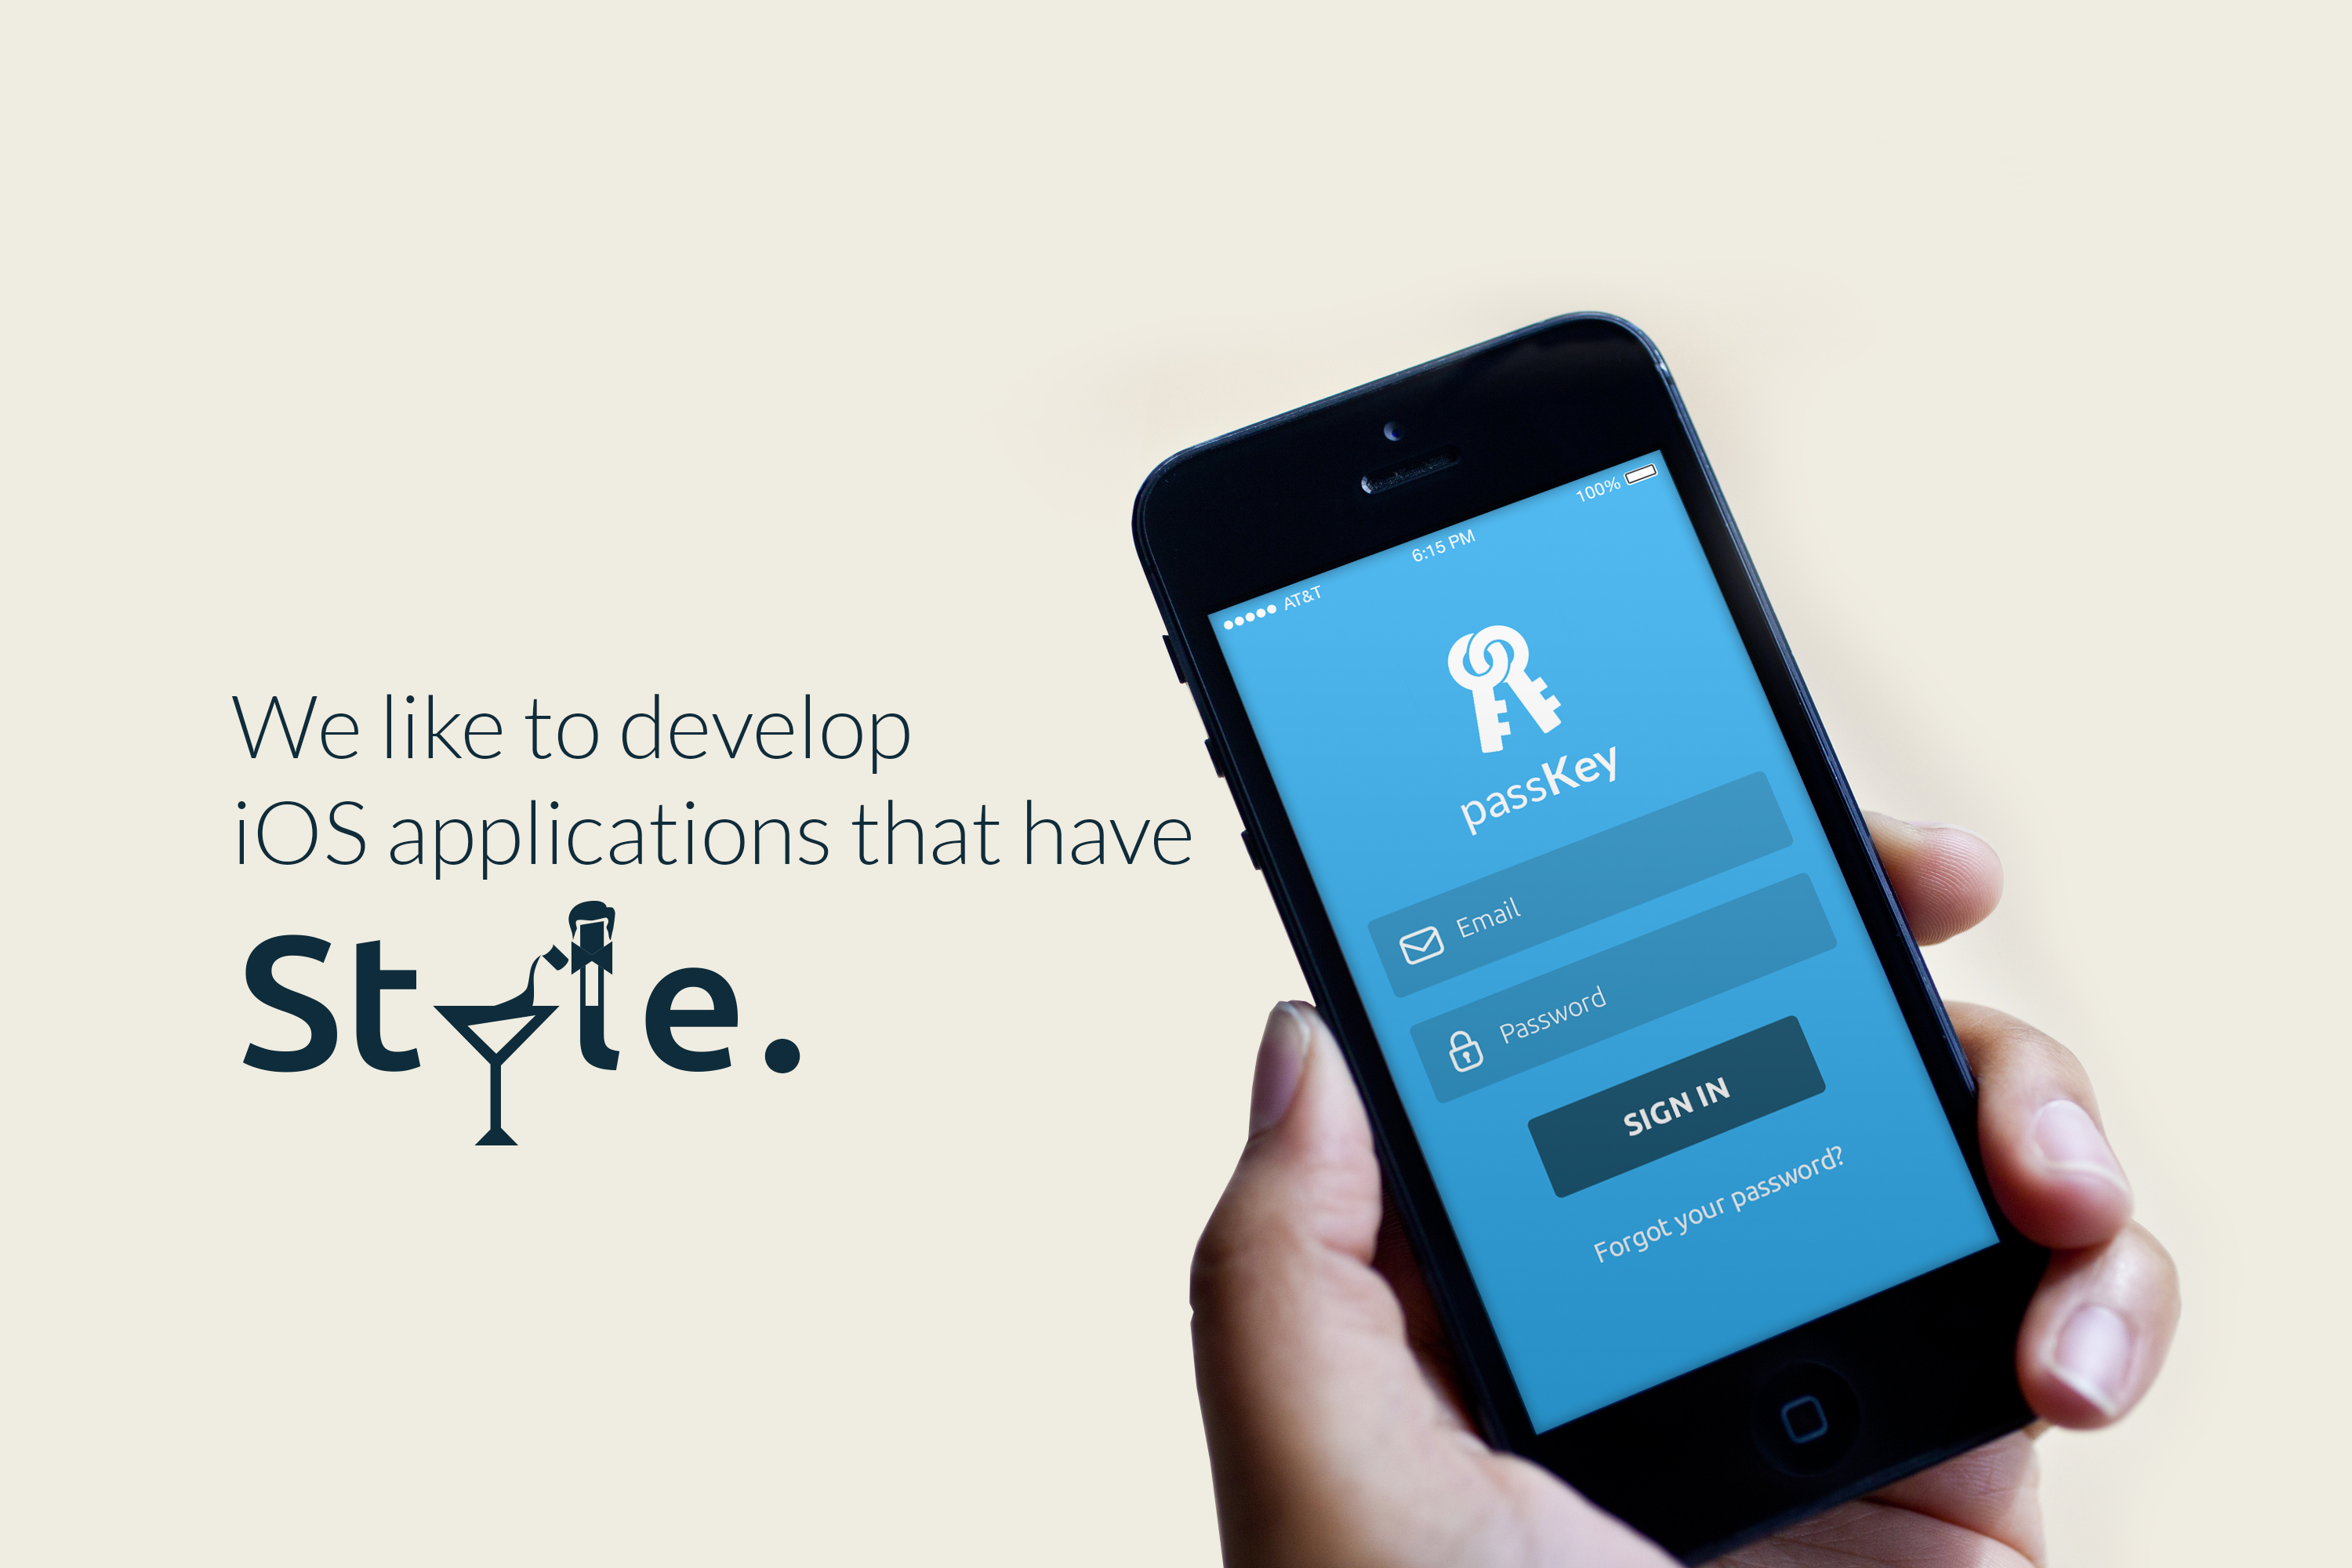 We like to develop
iOS applications that have
Style.
AT&T 6:15 PM 100%
passKey
Email
Password
SIGN IN
Forgot your password?